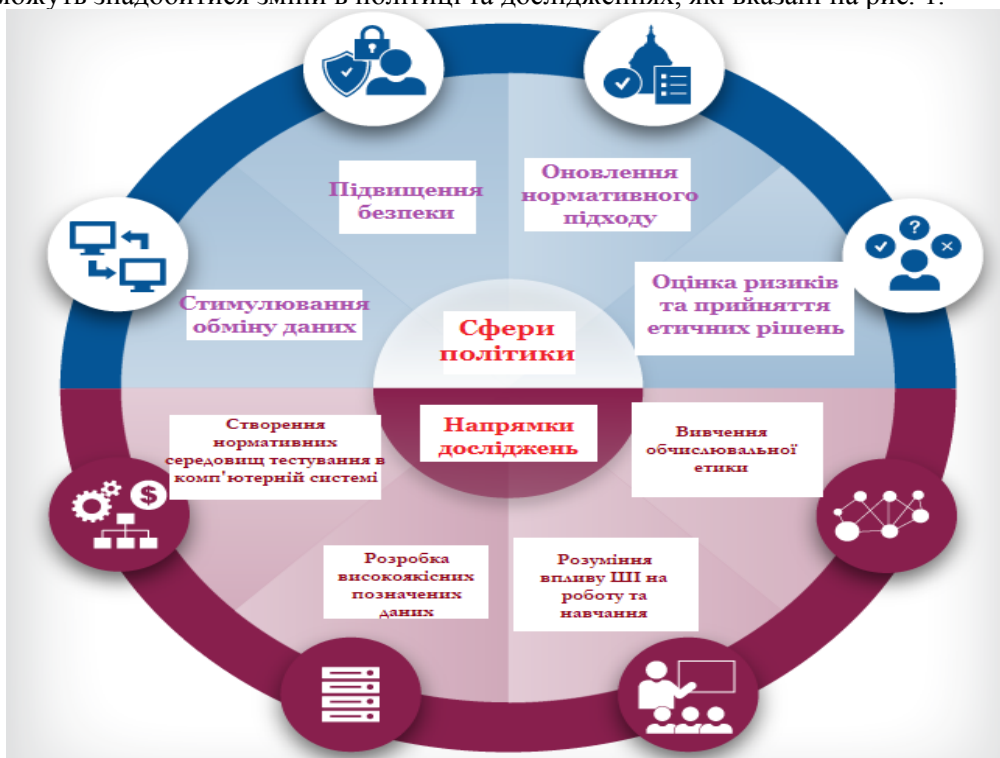 можуть знадобитися зміни в політиці та дослідженнях, які вказані на рис. 1.
Підвищення
безпеки
Оновлення
нормативного
підходу
Стимулювання
обміну даних
Оцінка ризиків
та прийняття
етичних рішень
Сфери
політики
Напрямки
досліджень
Створення
нормативних
середовищ тестування в
комп'ютерній системі
Вивчення
обчислювальної
етики
Розробка
високоякісних
позначених
даних
Розуміння
впливу ШІ на
роботу та
навчання